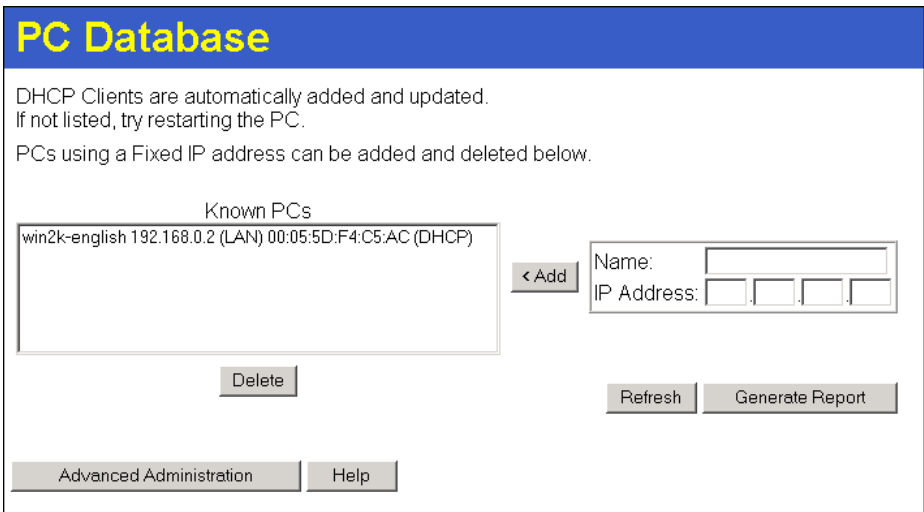 PC Database
DHCP Clients are automatically added and updated.
If not listed, try restarting the PC.
PCs using a Fixed IP address can be added and deleted below.
Known PCs
win2k-english 192.168.0.2 (LAN) 00:05:5D:F4:C5:AC (DHCP)
< Add
Name:
IP Address: . . .
Delete
Refresh Generate Report
Advanced Administration Help